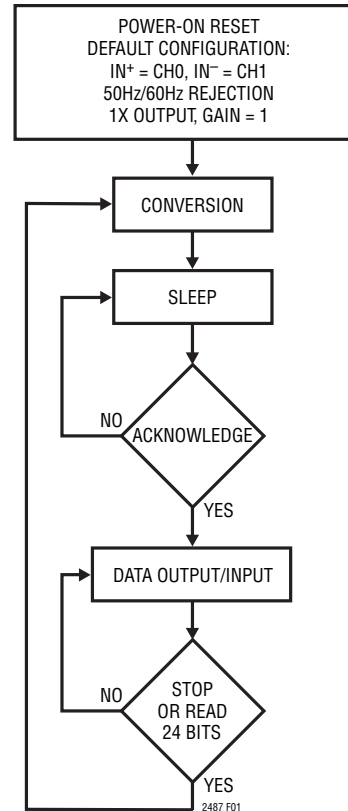 POWER-ON RESET
DEFAULT CONFIGURATION:
IN⁺ = CH0, IN⁻ = CH1
50Hz/60Hz REJECTION
1X OUTPUT, GAIN = 1
CONVERSION
SLEEP
NO
ACKNOWLEDGE
YES
DATA OUTPUT/INPUT
NO
STOP
OR READ
24 BITS
YES
2487 F01